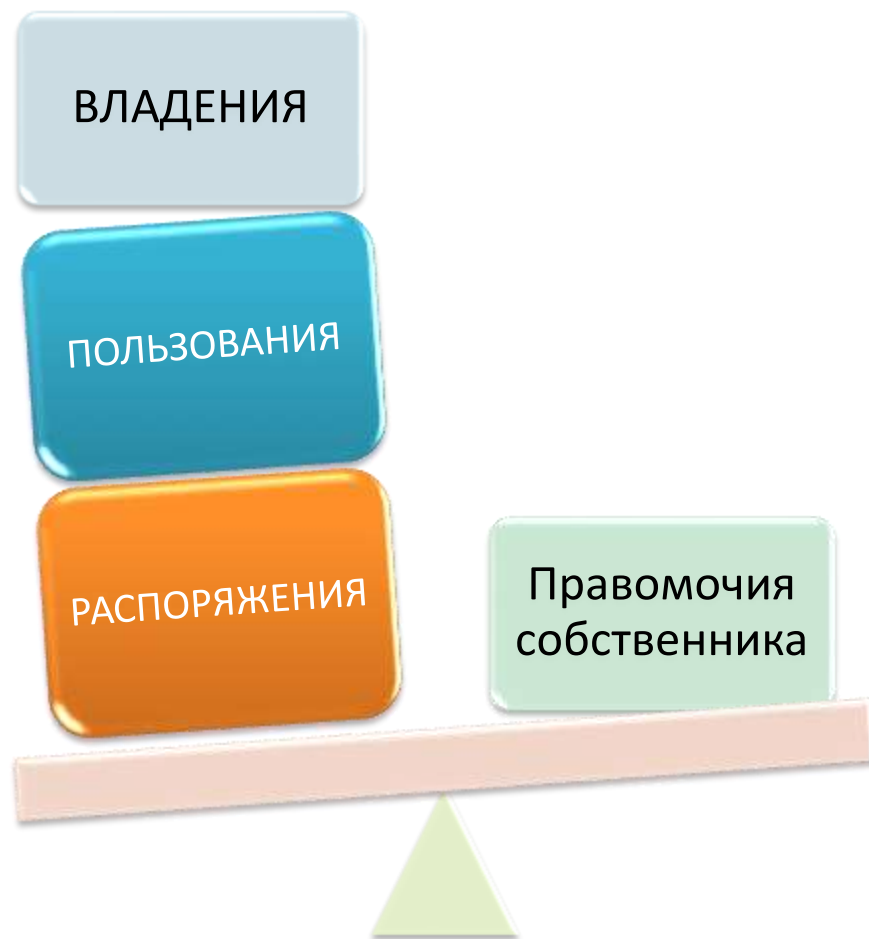 ВЛАДЕНИЯ
ПОЛЬЗОВАНИЯ
РАСПОРЯЖЕНИЯ
Правомочия
собственника